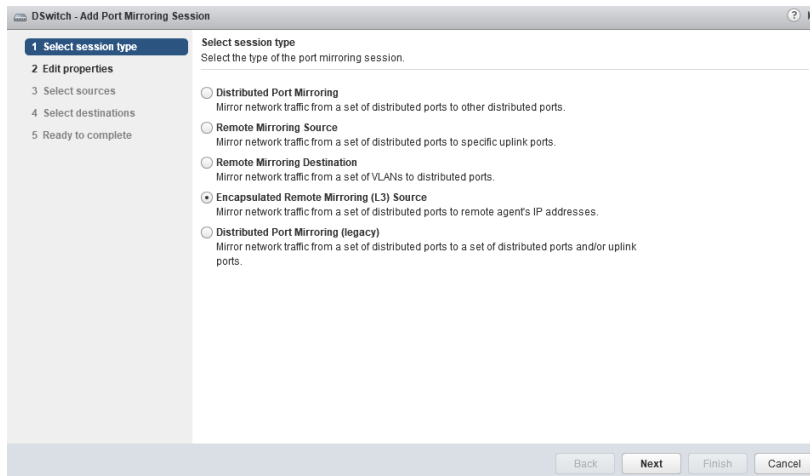 DSwitch - Add Port Mirroring Session
?
1 Select session type
2 Edit properties
3 Select sources
4 Select destinations
5 Ready to complete
Select session type
Select the type of the port mirroring session.
Distributed Port Mirroring
Mirror network traffic from a set of distributed ports to other distributed ports.
Remote Mirroring Source
Mirror network traffic from a set of distributed ports to specific uplink ports.
Remote Mirroring Destination
Mirror network traffic from a set of VLANs to distributed ports.
Encapsulated Remote Mirroring (L3) Source
Mirror network traffic from a set of distributed ports to remote agent's IP addresses.
Distributed Port Mirroring (legacy)
Mirror network traffic from a set of distributed ports to a set of distributed ports and/or uplink
ports.
Back
Next
Finish
Cancel